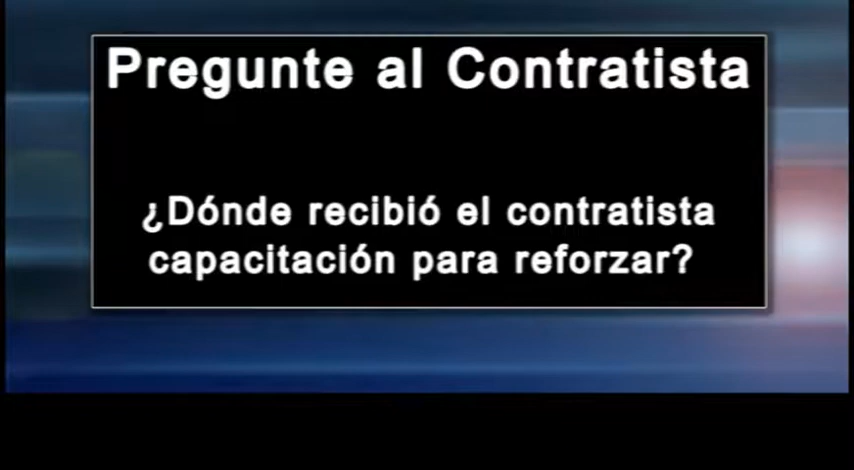 Pregunte al Contratista
¿Dónde recibió el contratista
capacitación para reforzar?